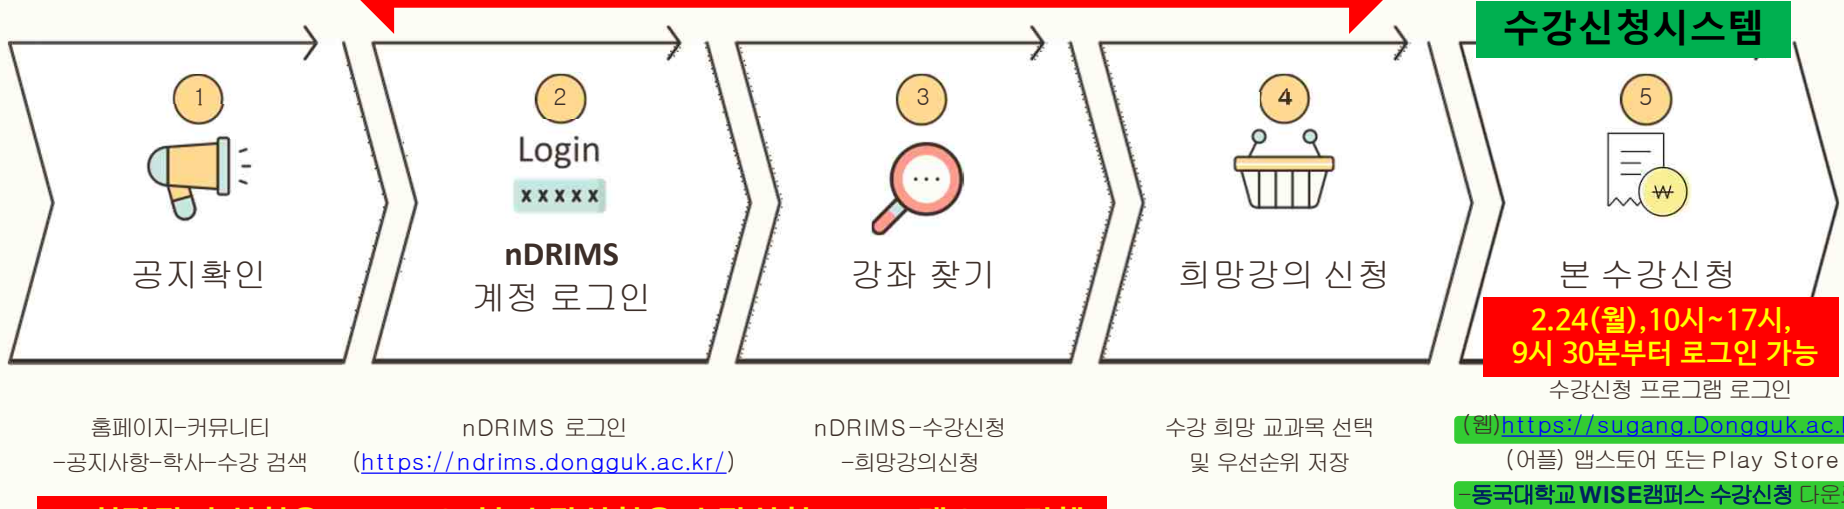 수강신청시스템
1
공지확인
홈페이지-커뮤니티
-공지사항-학사-수강 검색
2
Login
xxxxx
nDRIMS
계정 로그인
nDRIMS 로그인
(https://ndrims.dongguk.ac.kr/)
3
강좌 찾기
nDRIMS-수강신청
-희망강의신청
4
희망강의 신청
수강 희망 교과목 선택
및 우선순위 저장
5
₩
본 수강신청
2.24(월),10시~17시,
9시 30분부터 로그인 가능
수강신청 프로그램 로그인
(웹)https://sugang.Dongguk.ac.
(어플) 앱스토어 또는 Play Store
-동국대학교 WISE캠퍼스 수강신청